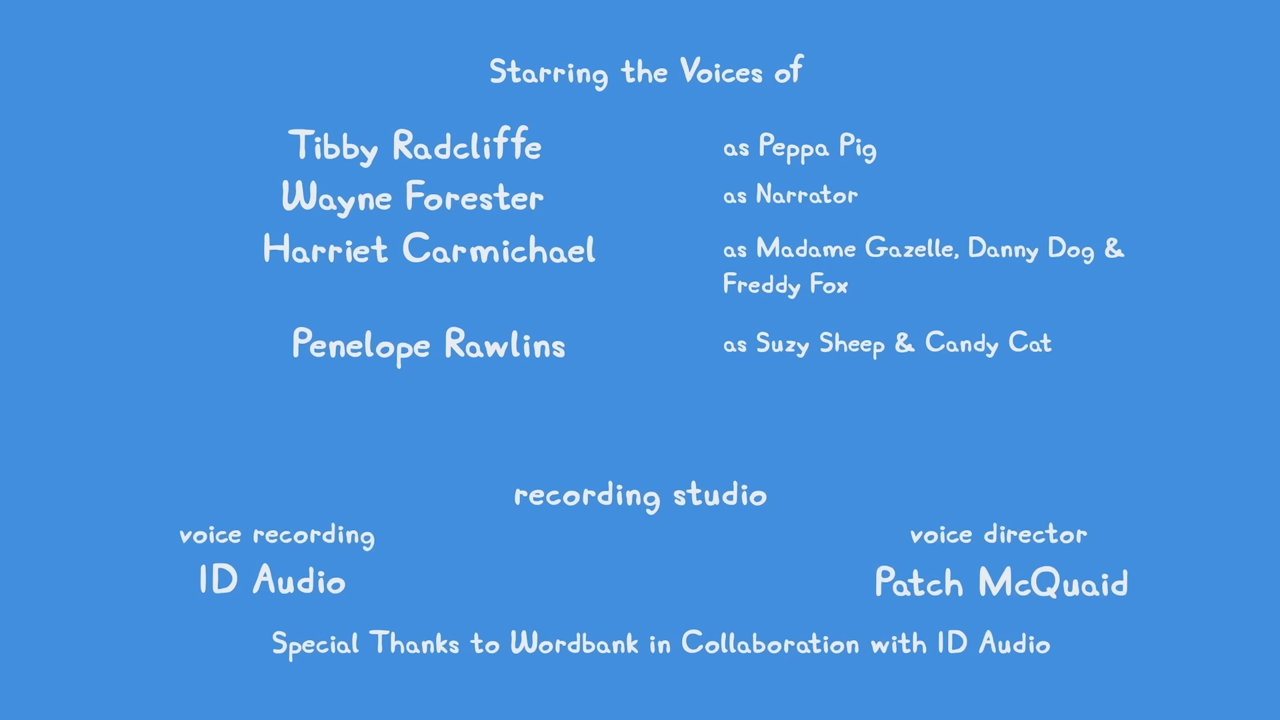 Starring the Voices of
Tibby Radcliffe as Peppa Pig
Wayne Forester as Narrator
Harriet Carmichael as Madame Gazelle, Danny Dog &
Freddy Fox
Penelope Rawlins as Suzy Sheep & Candy Cat
recording studio
voice recording voice director
ID Audio Patch McQuaid
Special Thanks to Wordbank in Collaboration with ID Audio